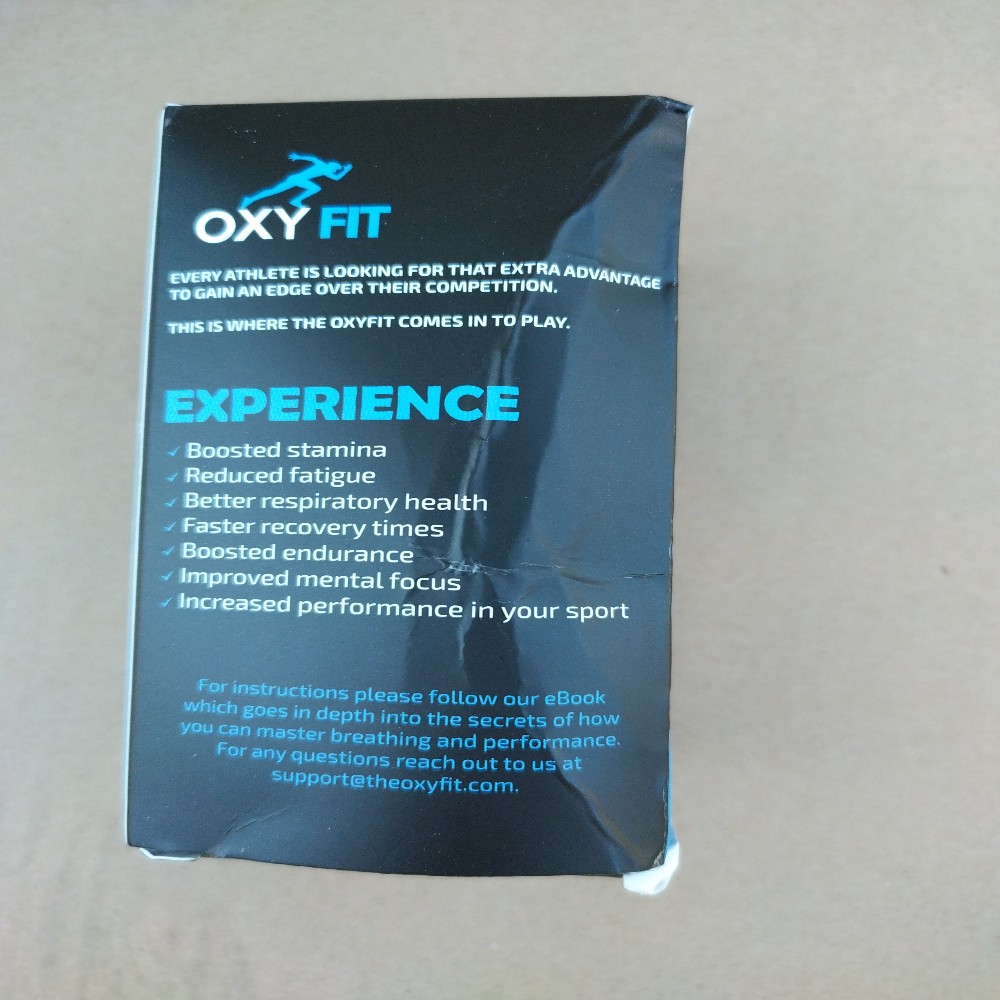 OXY FIT
EVERY ATHLETE IS LOOKING FOR THAT EXTRA ADVANTAGE
TO GAIN AN EDGE OVER THEIR COMPETITION.
THIS IS WHERE THE OXYFIT COMES IN TO PLAY.
EXPERIENCE
✓ Boosted stamina
✓ Reduced fatigue
✓ Better respiratory health
✓ Faster recovery times
✓ Boosted endurance
✓ Improved mental focus
✓ Increased performance in your sport
For instructions please follow our eBook
which goes in depth into the secrets of how
you can master breathing and performance.
For any questions reach out to us at
support@theoxyfit.com.